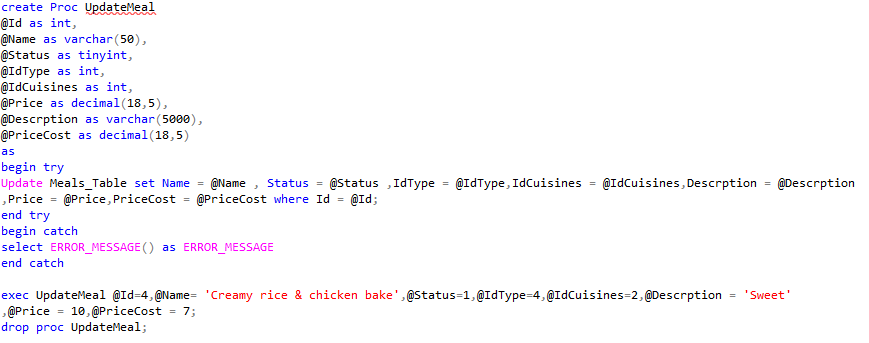 create Proc UpdateMeal
@Id as int,
@Name as varchar(50),
@Status as tinyint,
@IdType as int,
@IdCuisines as int,
@Price as decimal(18,5),
@Descrption as varchar(5000),
@PriceCost as decimal(18,5)
as
begin try
Update Meals_Table set Name = @Name , Status = @Status ,IdType = @IdType,IdCuisines = @IdCuisines,Descrption = @Descrption
,Price = @Price,PriceCost = @PriceCost where Id = @Id;
end try
begin catch
select ERROR_MESSAGE() as ERROR_MESSAGE
end catch
exec UpdateMeal @Id=4,@Name= 'Creamy rice & chicken bake',@Status=1,@IdType=4,@IdCuisines=2,@Descrption = 'Sweet'
,@Price = 10,@PriceCost = 7;
drop proc UpdateMeal;